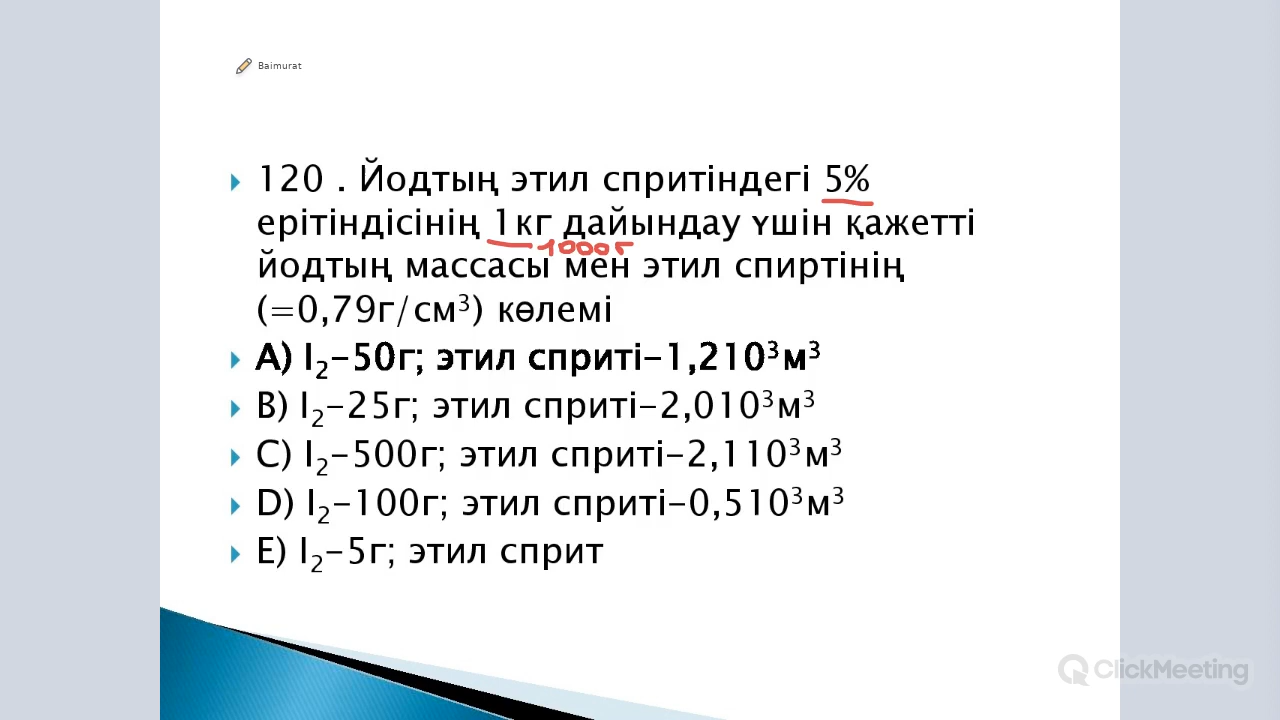 Baimurat
120 . Йодтың этил спритіндегі 5%
ерітіндісінің 1кг дайындау үшін қажетті
1000г
йодтың массасы мен этил спиртінің
(=0,79г/см³) көлемі
A) I₂-50г; этил сприті-1,210³м³
B) I₂-25г; этил сприті-2,010³м³
C) I₂-500г; этил сприті-2,110³м³
D) I₂-100г; этил сприті-0,510³м³
E) I₂-5г; этил сприт
ClickMeeting